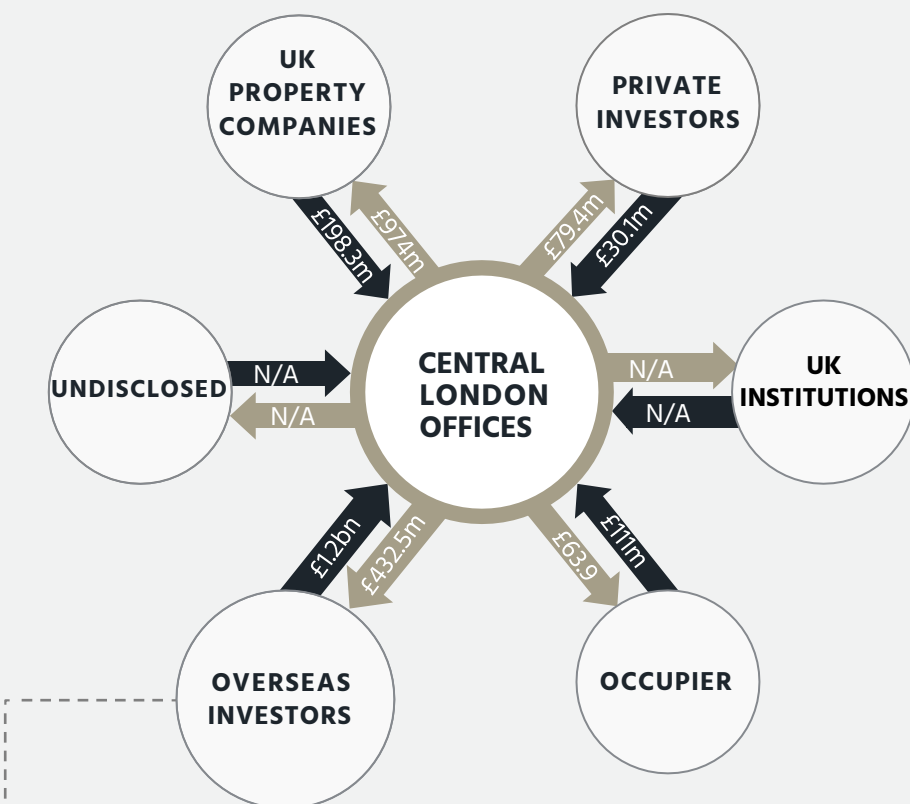 UK
PROPERTY
COMPANIES
PRIVATE
INVESTORS
£198.3m
£974m
£79.4m
£30.1m
UNDISCLOSED
N/A
N/A
CENTRAL
LONDON
OFFICES
N/A
N/A
UK
INSTITUTIONS
£1.2bn
£432.5m
£63.9
£111m
OVERSEAS
INVESTORS
OCCUPIER